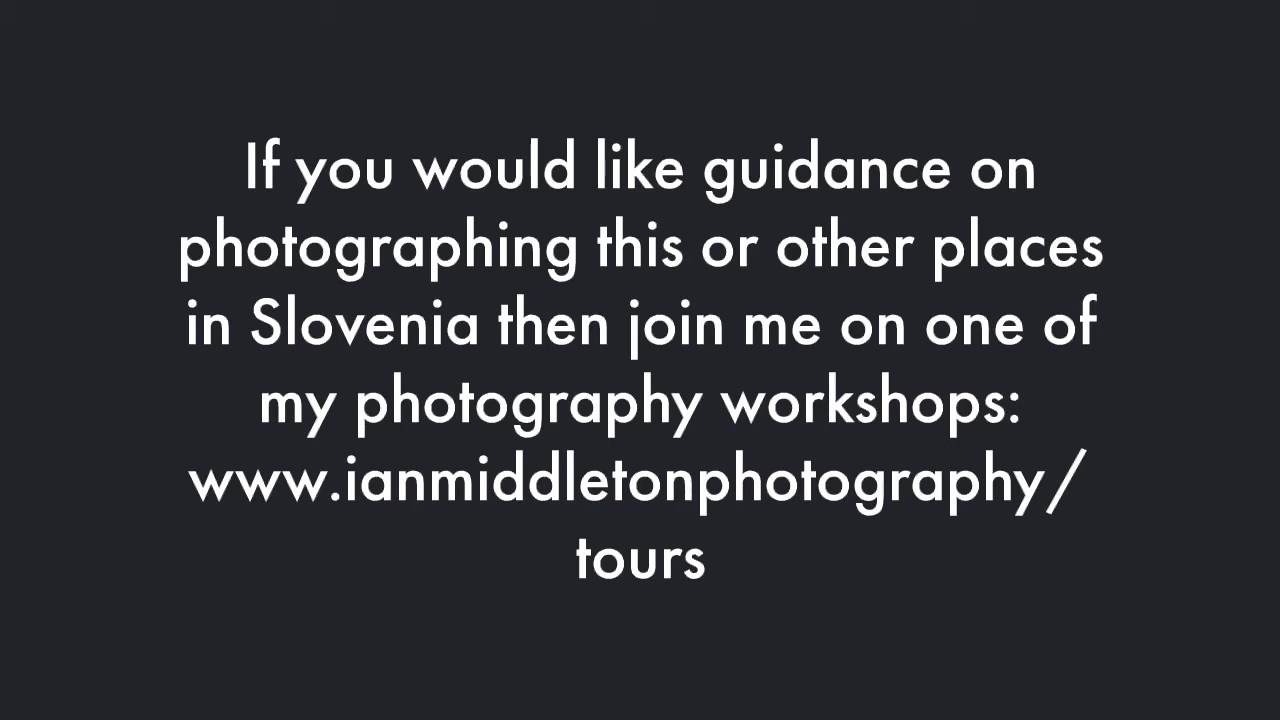 If you would like guidance on
photographing this or other places
in Slovenia then join me on one of
my photography workshops:
www.ianmiddletonphotography/
tours